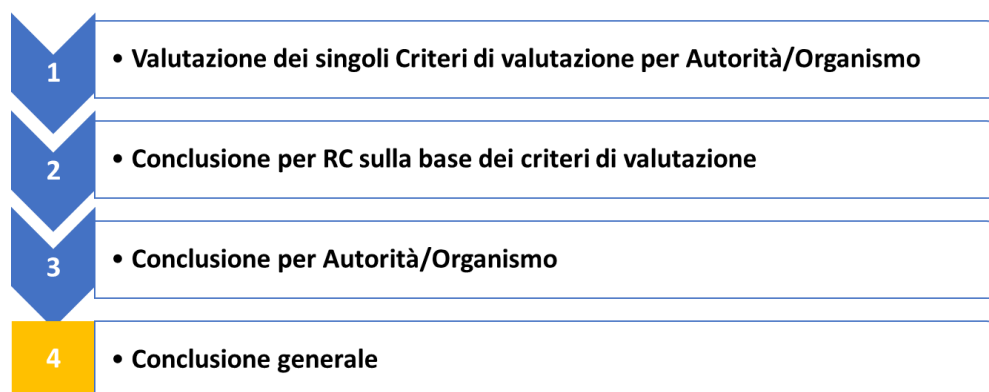 1 • Valutazione dei singoli Criteri di valutazione per Autorità/Organismo
2 • Conclusione per RC sulla base dei criteri di valutazione
3 • Conclusione per Autorità/Organismo
4 • Conclusione generale